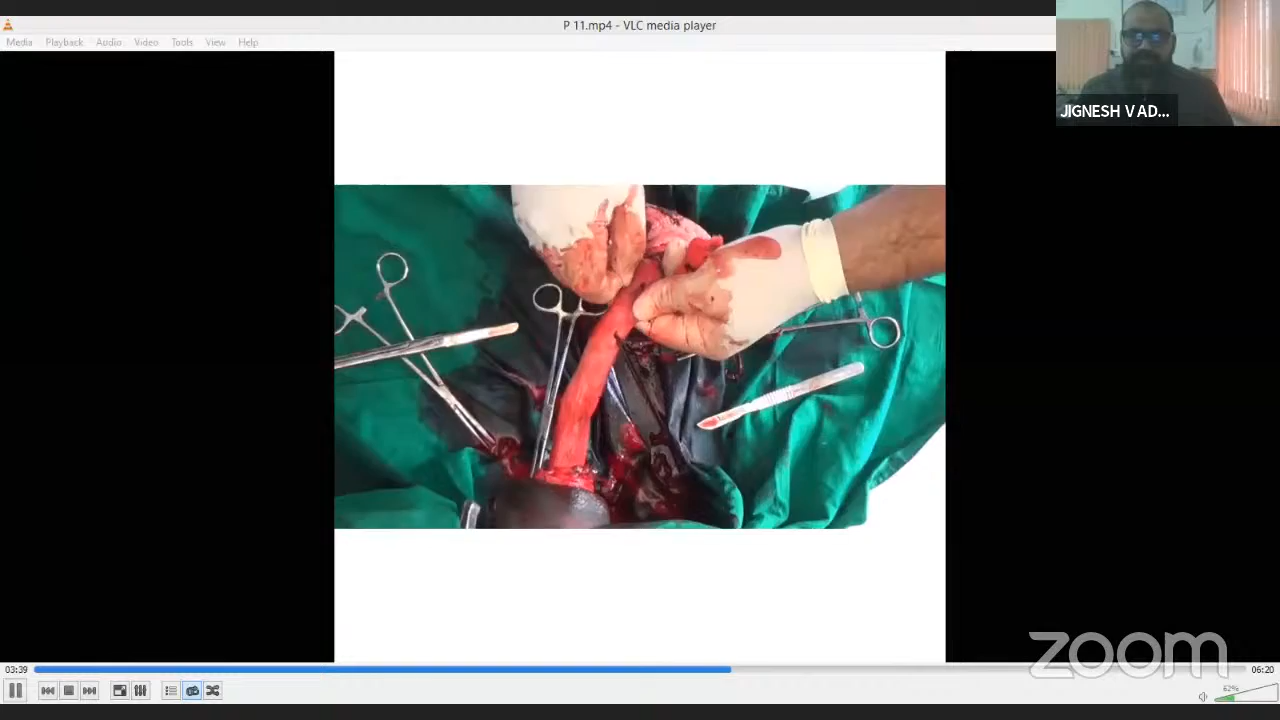 P 11.mp4 - VLC media player
Media Playback Audio Video Tools View Help
JIGNESH V AD...
zoom
03:39
06:20
62%